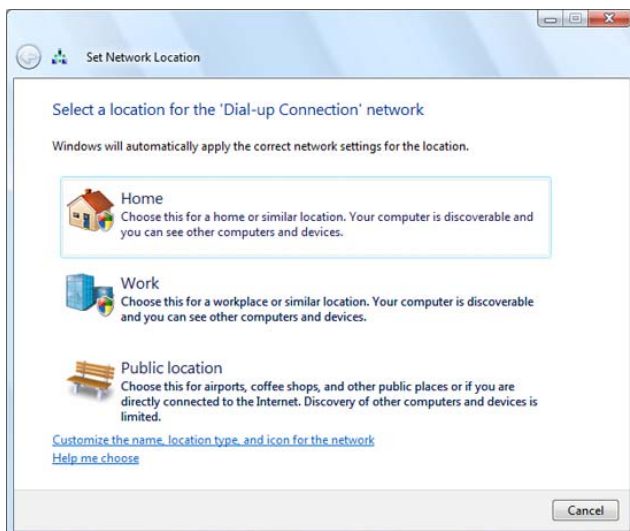 Set Network Location
Select a location for the 'Dial-up Connection' network
Windows will automatically apply the correct network settings for the location.
Home
Choose this for a home or similar location. Your computer is discoverable and
you can see other computers and devices.
Work
Choose this for a workplace or similar location. Your computer is discoverable
and you can see other computers and devices.
Public location
Choose this for airports, coffee shops, and other public places or if you are
directly connected to the Internet. Discovery of other computers and devices is
limited.
Customize the name, location type, and icon for the network
Help me choose
Cancel